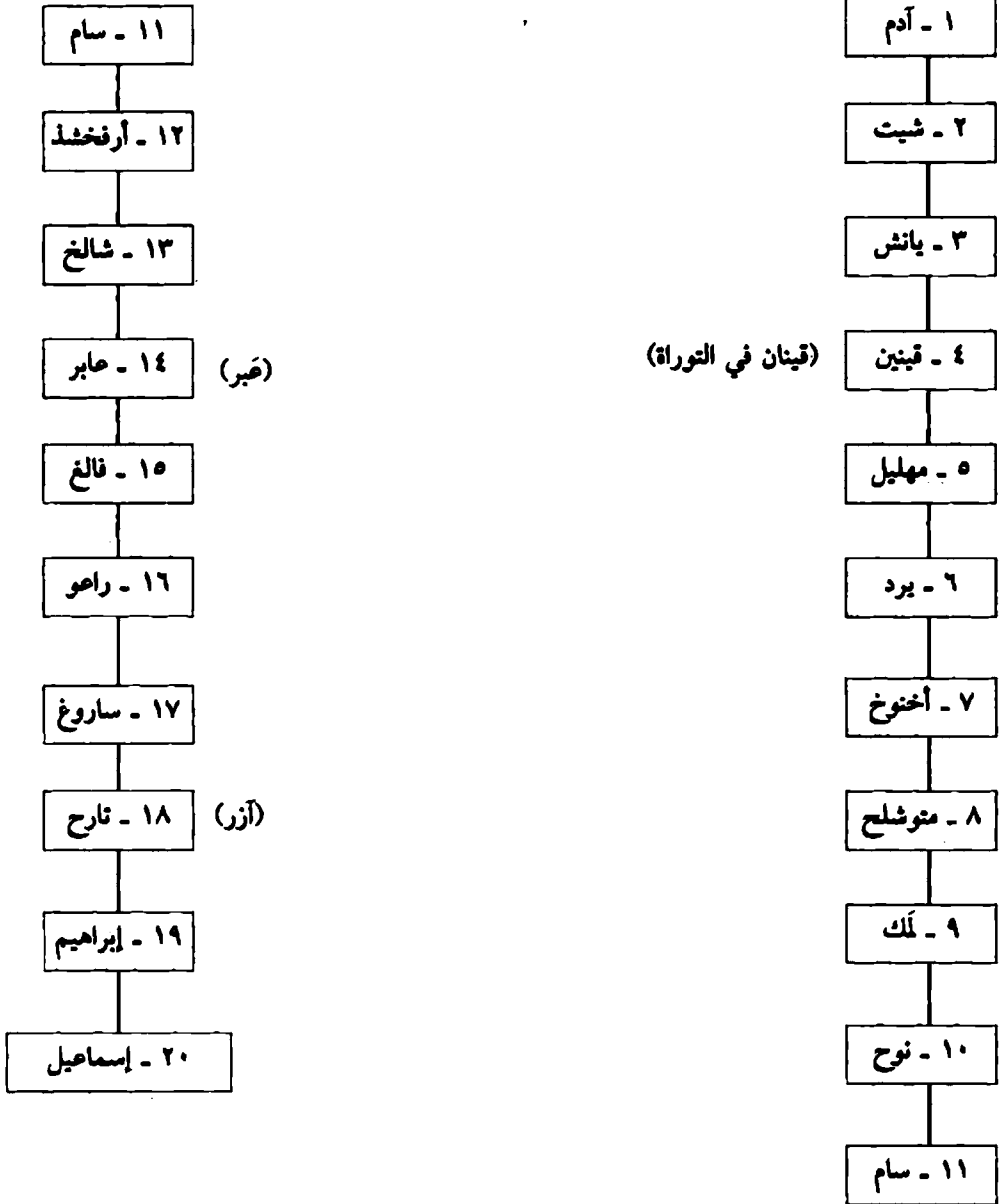 ١ ـ آدم
٢ ـ شيت
٣ ـ يانش
٤ ـ قينين (قينان في التوراة)
٥ ـ مهليل
٦ ـ يرد
٧ ـ أخنوخ
٨ ـ متوشلح
٩ ـ لَمك
١٠ ـ نوح
١١ ـ سام
١١ ـ سام
١٢ ـ أرفخشذ
١٣ ـ شالخ
١٤ ـ عابر (عَبر)
١٥ ـ فالغ
١٦ ـ راعو
١٧ ـ ساروغ
١٨ ـ تارح (آزر)
١٩ ـ إبراهيم
٢٠ ـ إسماعيل